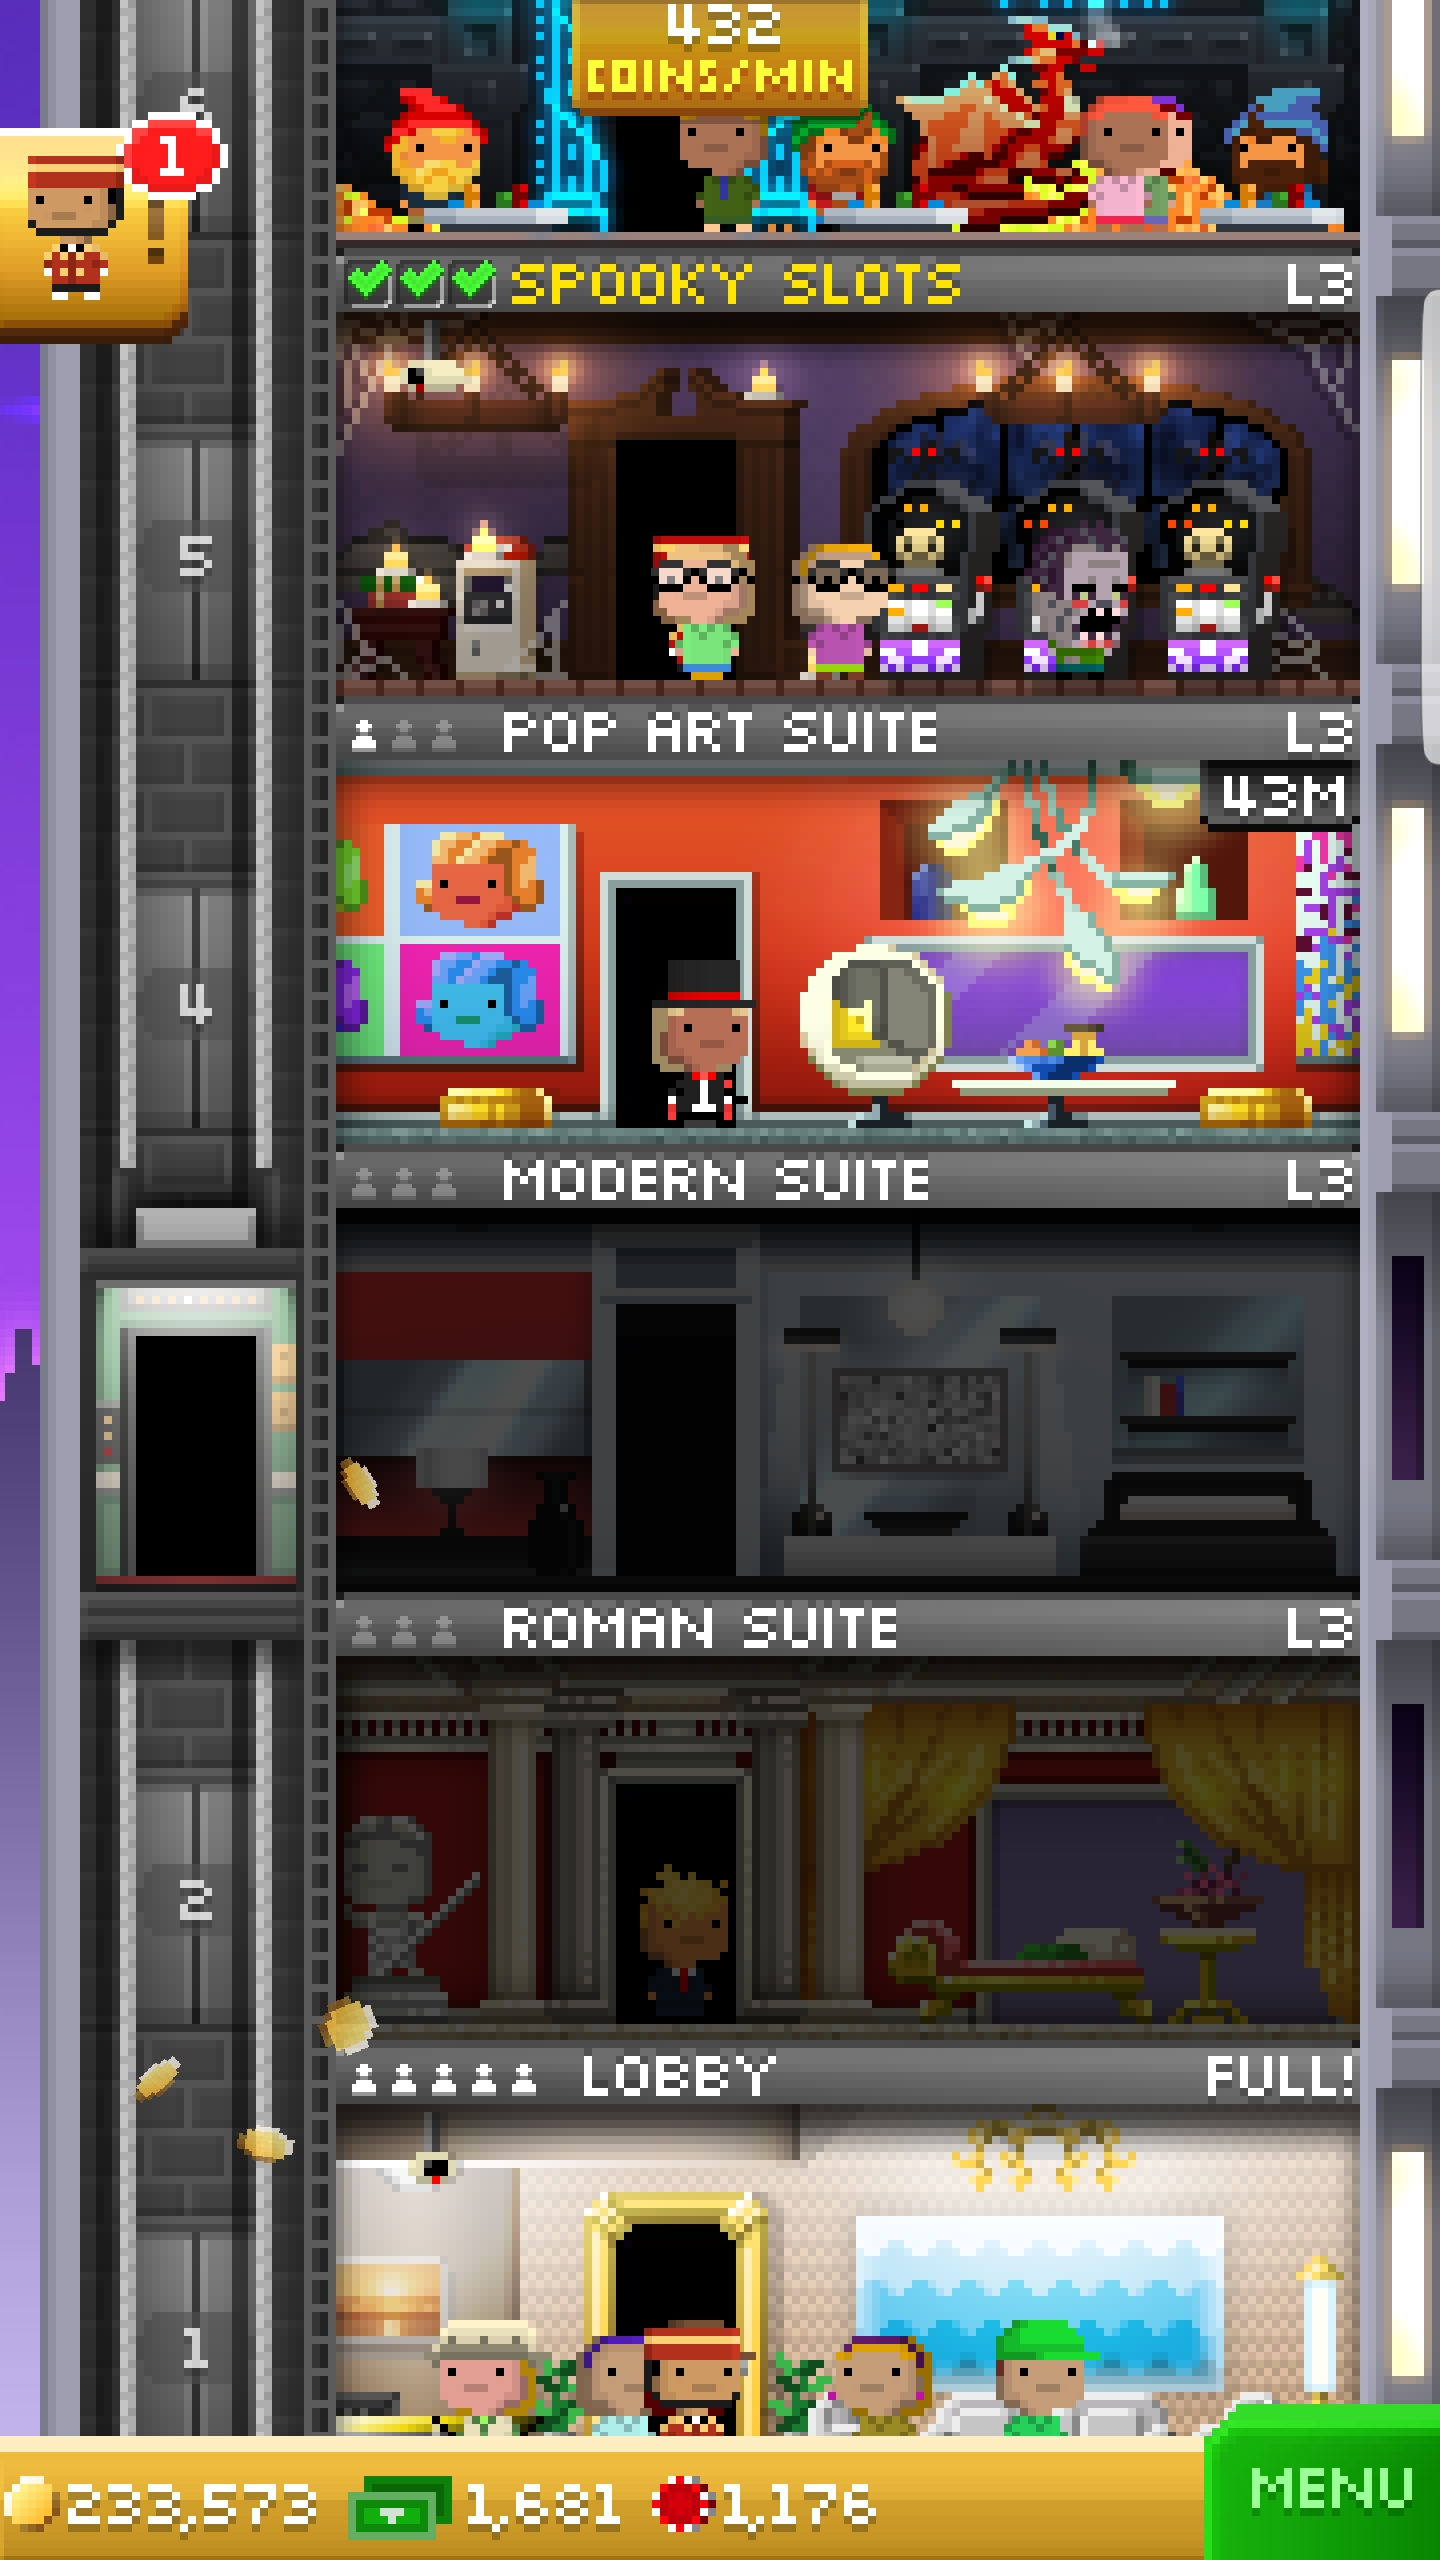 432
COINS/MIN
1
!
SPOOKY SLOTS L3
5
POP ART SUITE L3
43M
4
MODERN SUITE L3
ROMAN SUITE L3
2
LOBBY FULL!
1
233,573 1,681 1,176
MENU